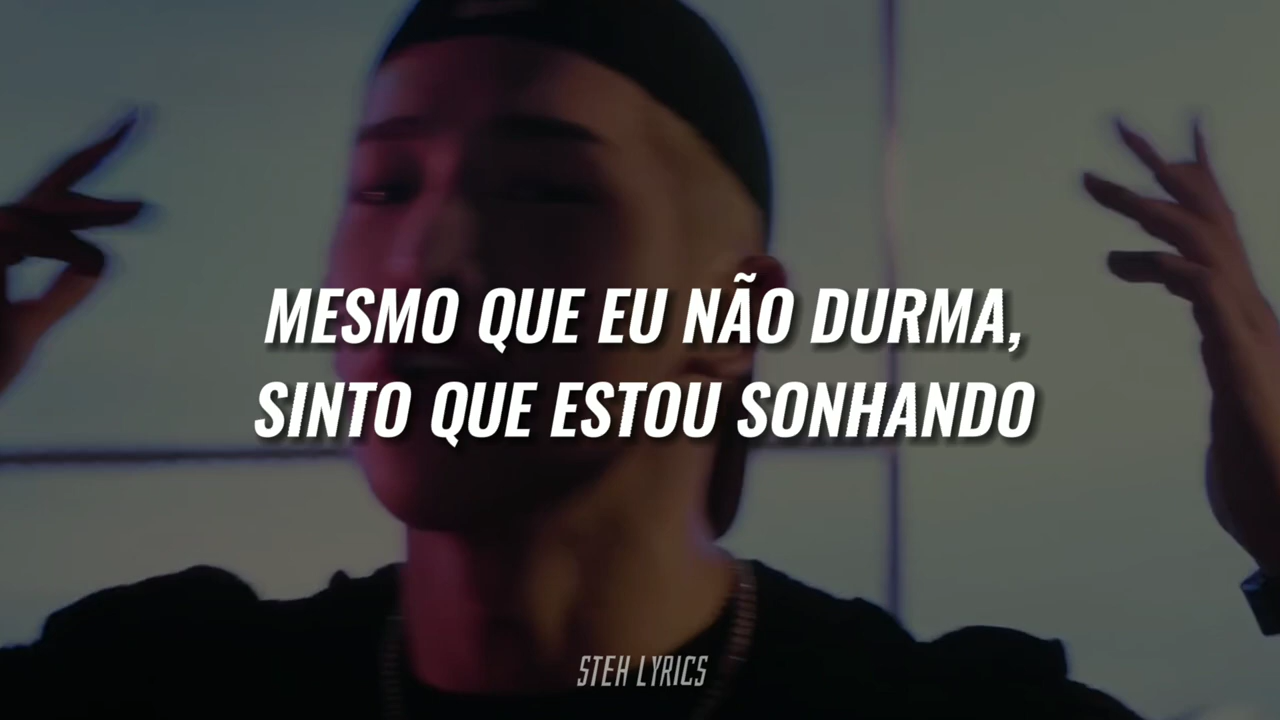 MESMO QUE EU NÃO DURMA,
SINTO QUE ESTOU SONHANDO
STEH LYRICS